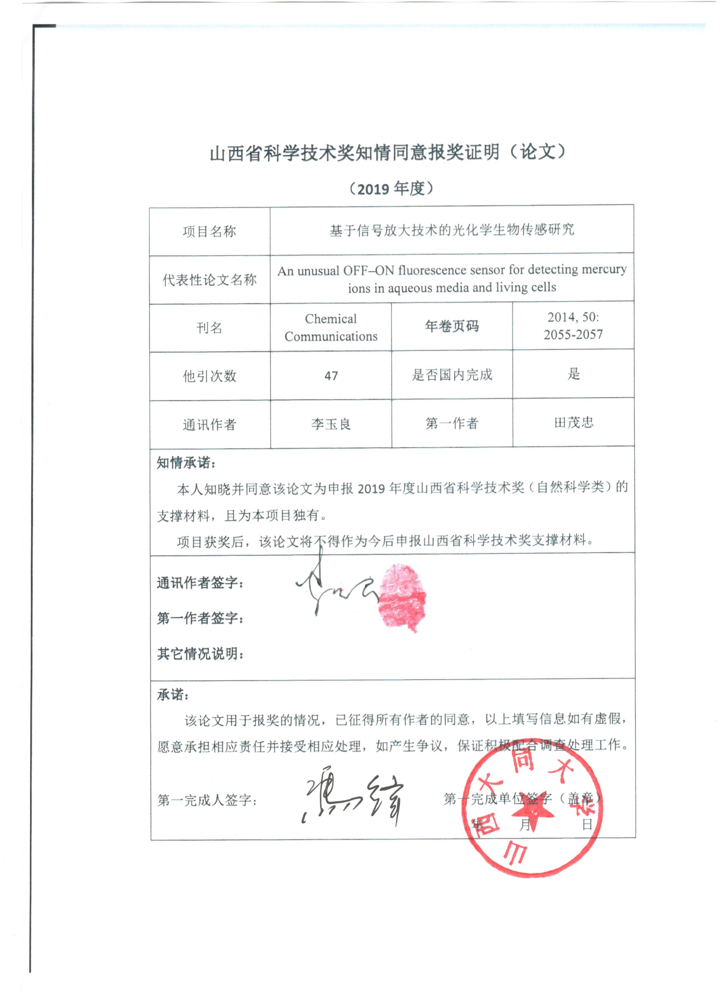 山西省科学技术奖知情同意报奖证明（论文）
（2019 年度）
项目名称
基于信号放大技术的光化学生物传感研究
代表性论文名称
An unusual OFF–ON fluorescence sensor for detecting mercury
ions in aqueous media and living cells
刊名
Chemical
Communications
年卷页码
2014, 50:
2055-2057
他引次数
47
是否国内完成
是
通讯作者
李玉良
第一作者
田茂忠
知情承诺：
本人知晓并同意该论文为申报 2019 年度山西省科学技术奖（自然科学类）的
支撑材料，且为本项目独有。
项目获奖后，该论文将不得作为今后申报山西省科学技术奖支撑材料。
通讯作者签字：
第一作者签字：
其它情况说明：
承诺：
该论文用于报奖的情况，已征得所有作者的同意，以上填写信息如有虚假，
愿意承担相应责任并接受相应处理，如产生争议，保证积极配合调查处理工作。
第一完成人签字：
第一完成单位签字（盖章）
年 月 日
山西大同大学